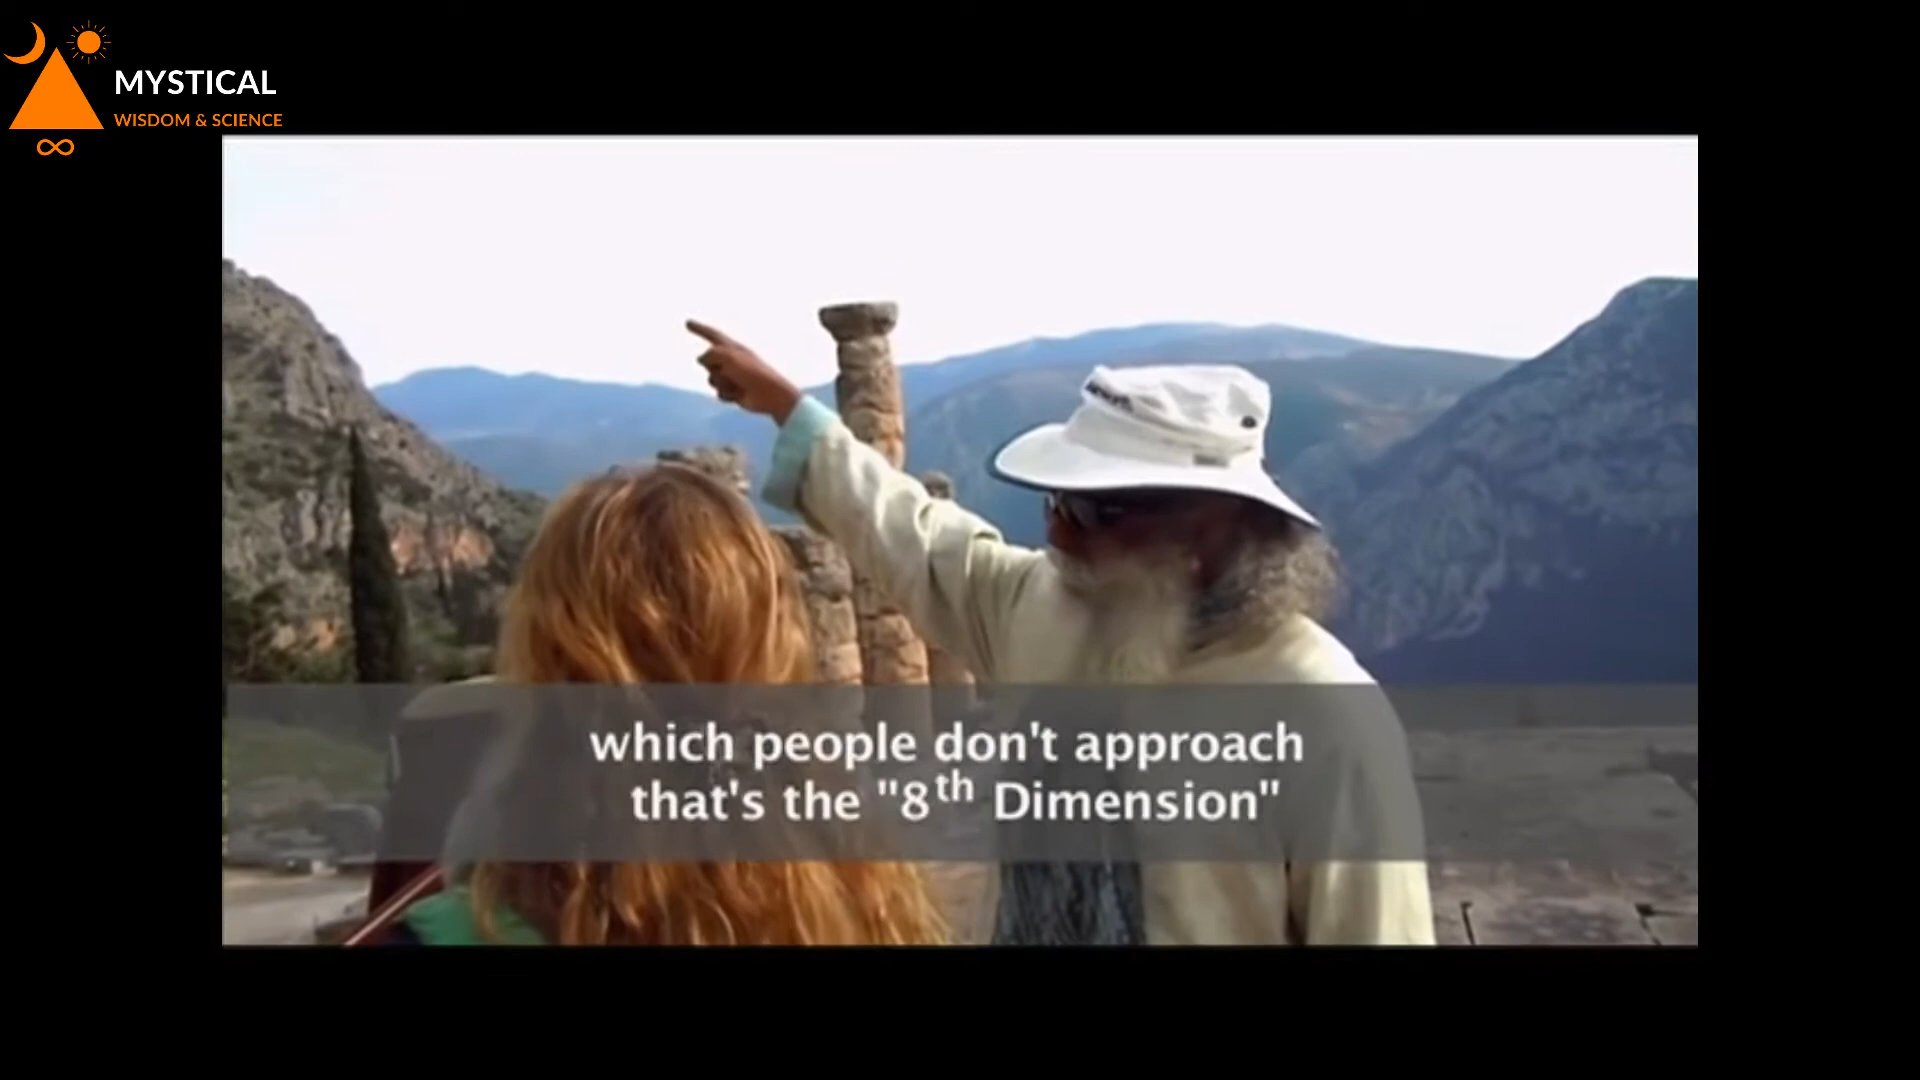 MYSTICAL
WISDOM & SCIENCE
which people don't approach
that's the "8th Dimension"